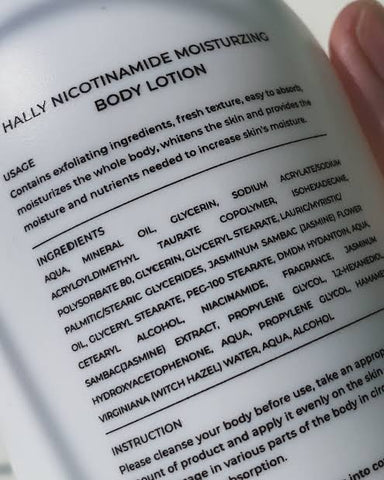 HALLY NICOTINAMIDE MOISTURZING
BODY LOTION
USAGE
Contains exfoliating ingredients, fresh texture, easy to absorb,
moisturizes the whole body, whitens the skin and provides the
moisture and nutrients needed to increase skin's moisture.
INGREDIENTS
AQUA, MINERAL OIL, GLYCERIN, SODIUM ACRYLATE/SODIUM
ACRYLOYLDIMETHYL TAURATE COPOLYMER, ISOHEXADECANE,
POLYSORBATE 80, GLYCERIN, GLYCERYL STEARATE, LAURIC/MYRISTIC/
PALMITIC/STEARIC GLYCERIDES, JASMINUM SAMBAC (JASMINE) FLOWER
OIL, GLYCERYL STEARATE, PEG-100 STEARATE, DMDM HYDANTOIN, AQUA,
CETEARYL ALCOHOL, NIACINAMIDE, FRAGRANCE, JASMINUM
SAMBAC(JASMINE) EXTRACT, PROPYLENE GLYCOL, 1,2-HEXANEDIOL,
HYDROXYACETOPHENONE, AQUA, PROPYLENE GLYCOL, HAMAM
VIRGINIANA (WITCH HAZEL) WATER, AQUA, ALCOHOL
INSTRUCTION
Please cleanse your body before use, take an approp
mount of product and apply it evenly on the skin
age in various parts of the body in circ
absorption.
into co